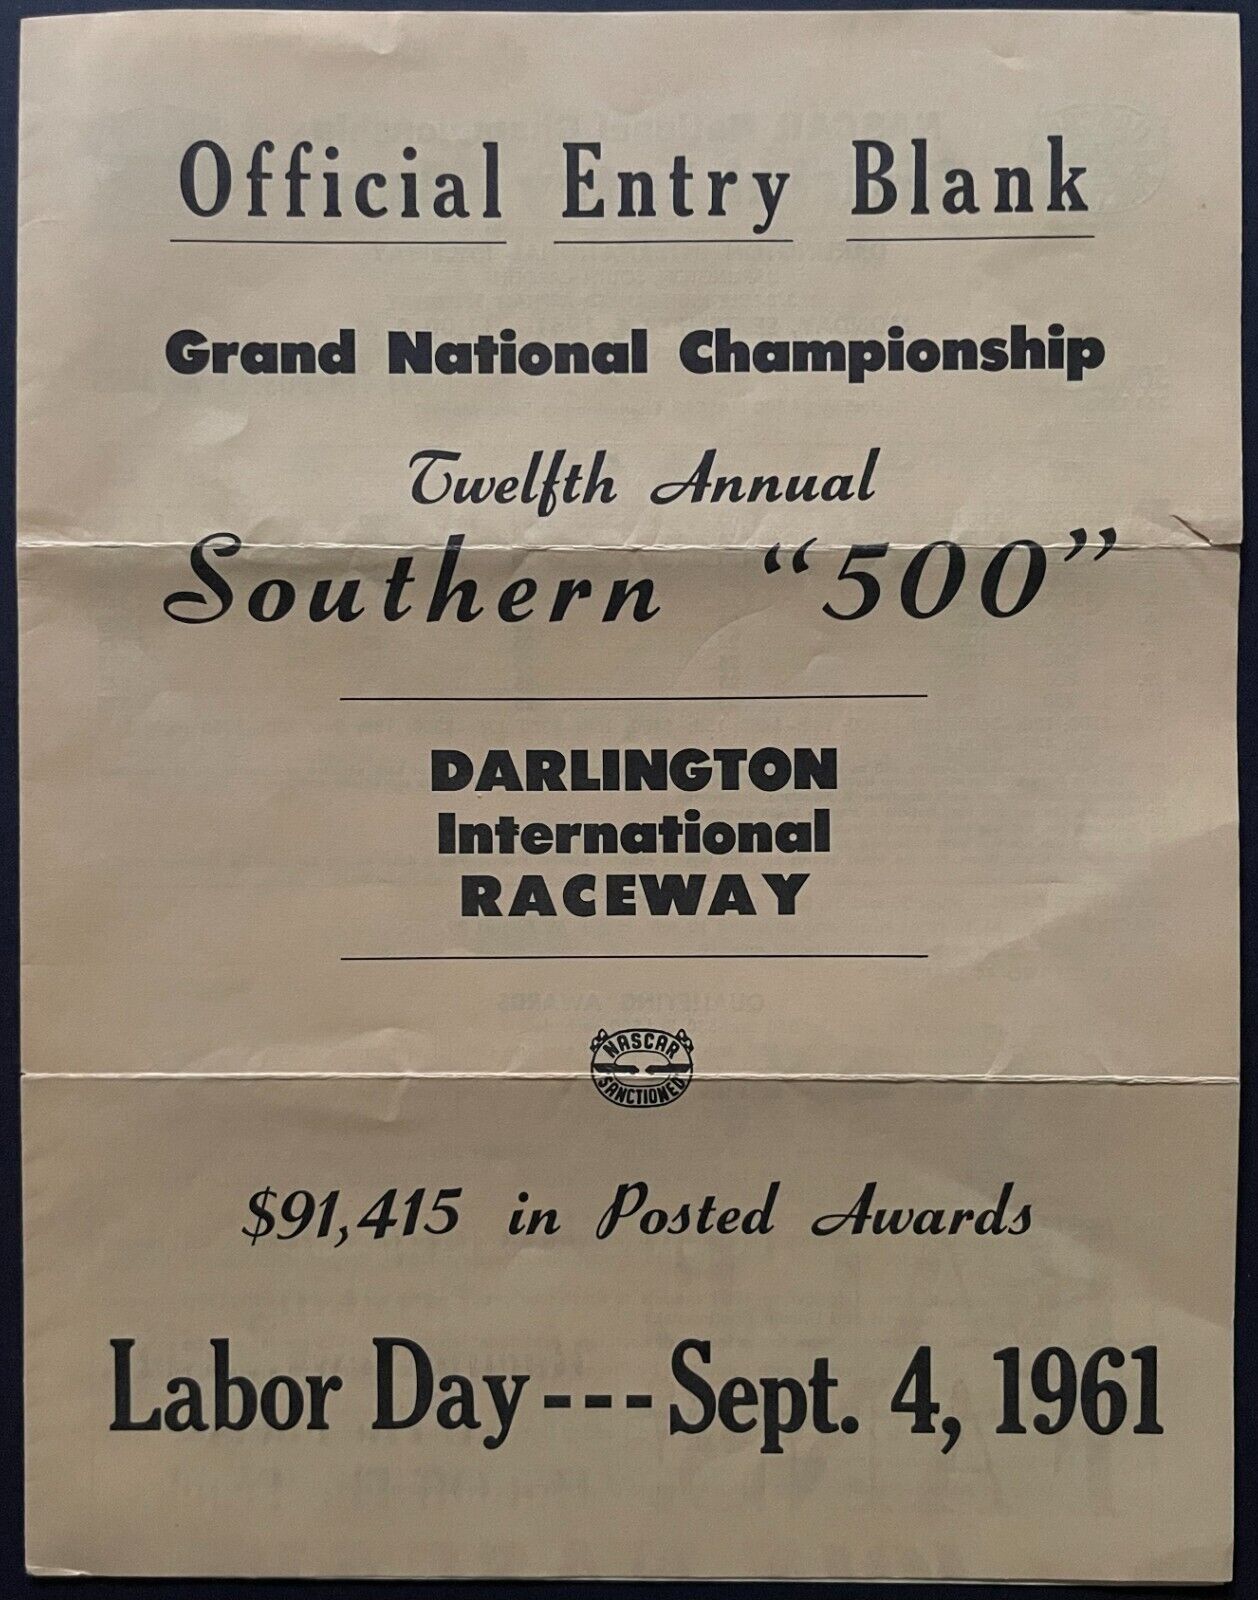 Official Entry Blank
Grand National Championship
Twelfth Annual
Southern "500"
DARLINGTON
International
RACEWAY
NASCAR
SANCTIONED
$91,415 in Posted Awards
Labor Day---Sept. 4, 1961